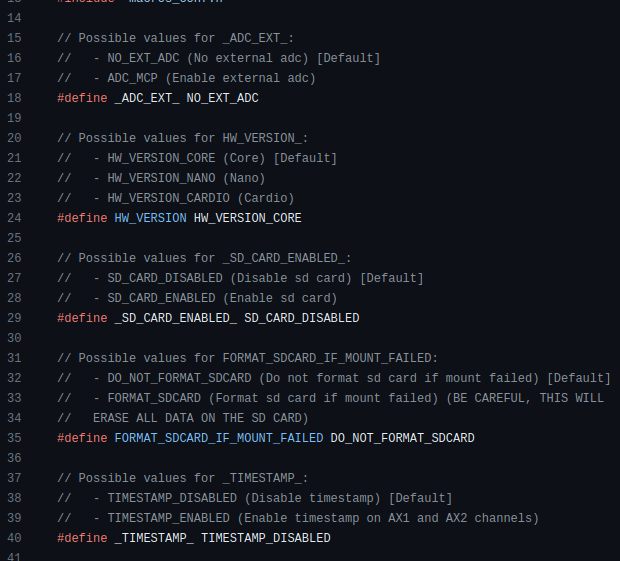 14
15 // Possible values for _ADC_EXT_:
16 //   - NO_EXT_ADC (No external adc) [Default]
17 //   - ADC_MCP (Enable external adc)
18 #define _ADC_EXT_ NO_EXT_ADC
19
20 // Possible values for HW_VERSION_:
21 //   - HW_VERSION_CORE (Core) [Default]
22 //   - HW_VERSION_NANO (Nano)
23 //   - HW_VERSION_CARDIO (Cardio)
24 #define HW_VERSION HW_VERSION_CORE
25
26 // Possible values for _SD_CARD_ENABLED_:
27 //   - SD_CARD_DISABLED (Disable sd card) [Default]
28 //   - SD_CARD_ENABLED (Enable sd card)
29 #define _SD_CARD_ENABLED_ SD_CARD_DISABLED
30
31 // Possible values for FORMAT_SDCARD_IF_MOUNT_FAILED:
32 //   - DO_NOT_FORMAT_SDCARD (Do not format sd card if mount failed) [Default]
33 //   - FORMAT_SDCARD (Format sd card if mount failed) (BE CAREFUL, THIS WILL
34 //   ERASE ALL DATA ON THE SD CARD)
35 #define FORMAT_SDCARD_IF_MOUNT_FAILED DO_NOT_FORMAT_SDCARD
36
37 // Possible values for _TIMESTAMP_:
38 //   - TIMESTAMP_DISABLED (Disable timestamp) [Default]
39 //   - TIMESTAMP_ENABLED (Enable timestamp on AX1 and AX2 channels)
40 #define _TIMESTAMP_ TIMESTAMP_DISABLED
41